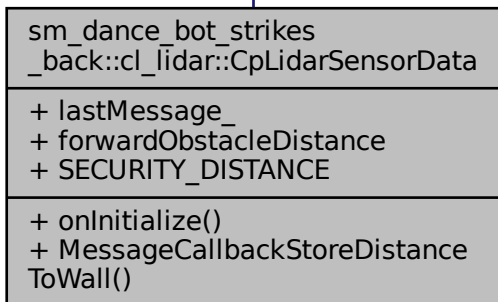 sm_dance_bot_strikes
_back::cl_lidar::CpLidarSensorData
+ lastMessage_
+ forwardObstacleDistance
+ SECURITY_DISTANCE
+ onInitialize()
+ MessageCallbackStoreDistance
ToWall()